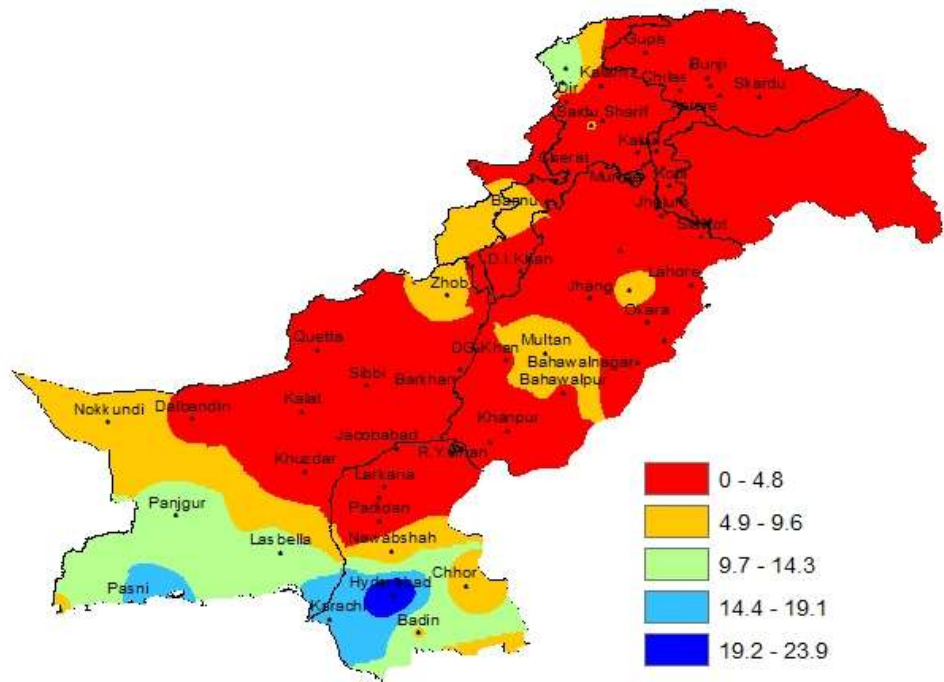 Gupis
Bunji
Chilas
Skardu
Dir
Astore
Saidu Sharif
Cherat
Kotli
Bannu
Jhelum
Sialkot
D.I.Khan
Zhob
Lahore
Jhang
Okara
Quetta
Multan
DG.Khan
Bahawalnagar
Sibbi
Barkhan
Bahawalpur
Nokkundi
Dalbandin
Kalat
Khanpur
Jacobabad
R.Y.Khan
Khuzdar
Larkana
0 - 4.8
Padidan
Panjgur
4.9 - 9.6
Lasbella
Nawabshah
9.7 - 14.3
Pasni
Hyderabad
Chhor
14.4 - 19.1
Karachi
Badin
19.2 - 23.9